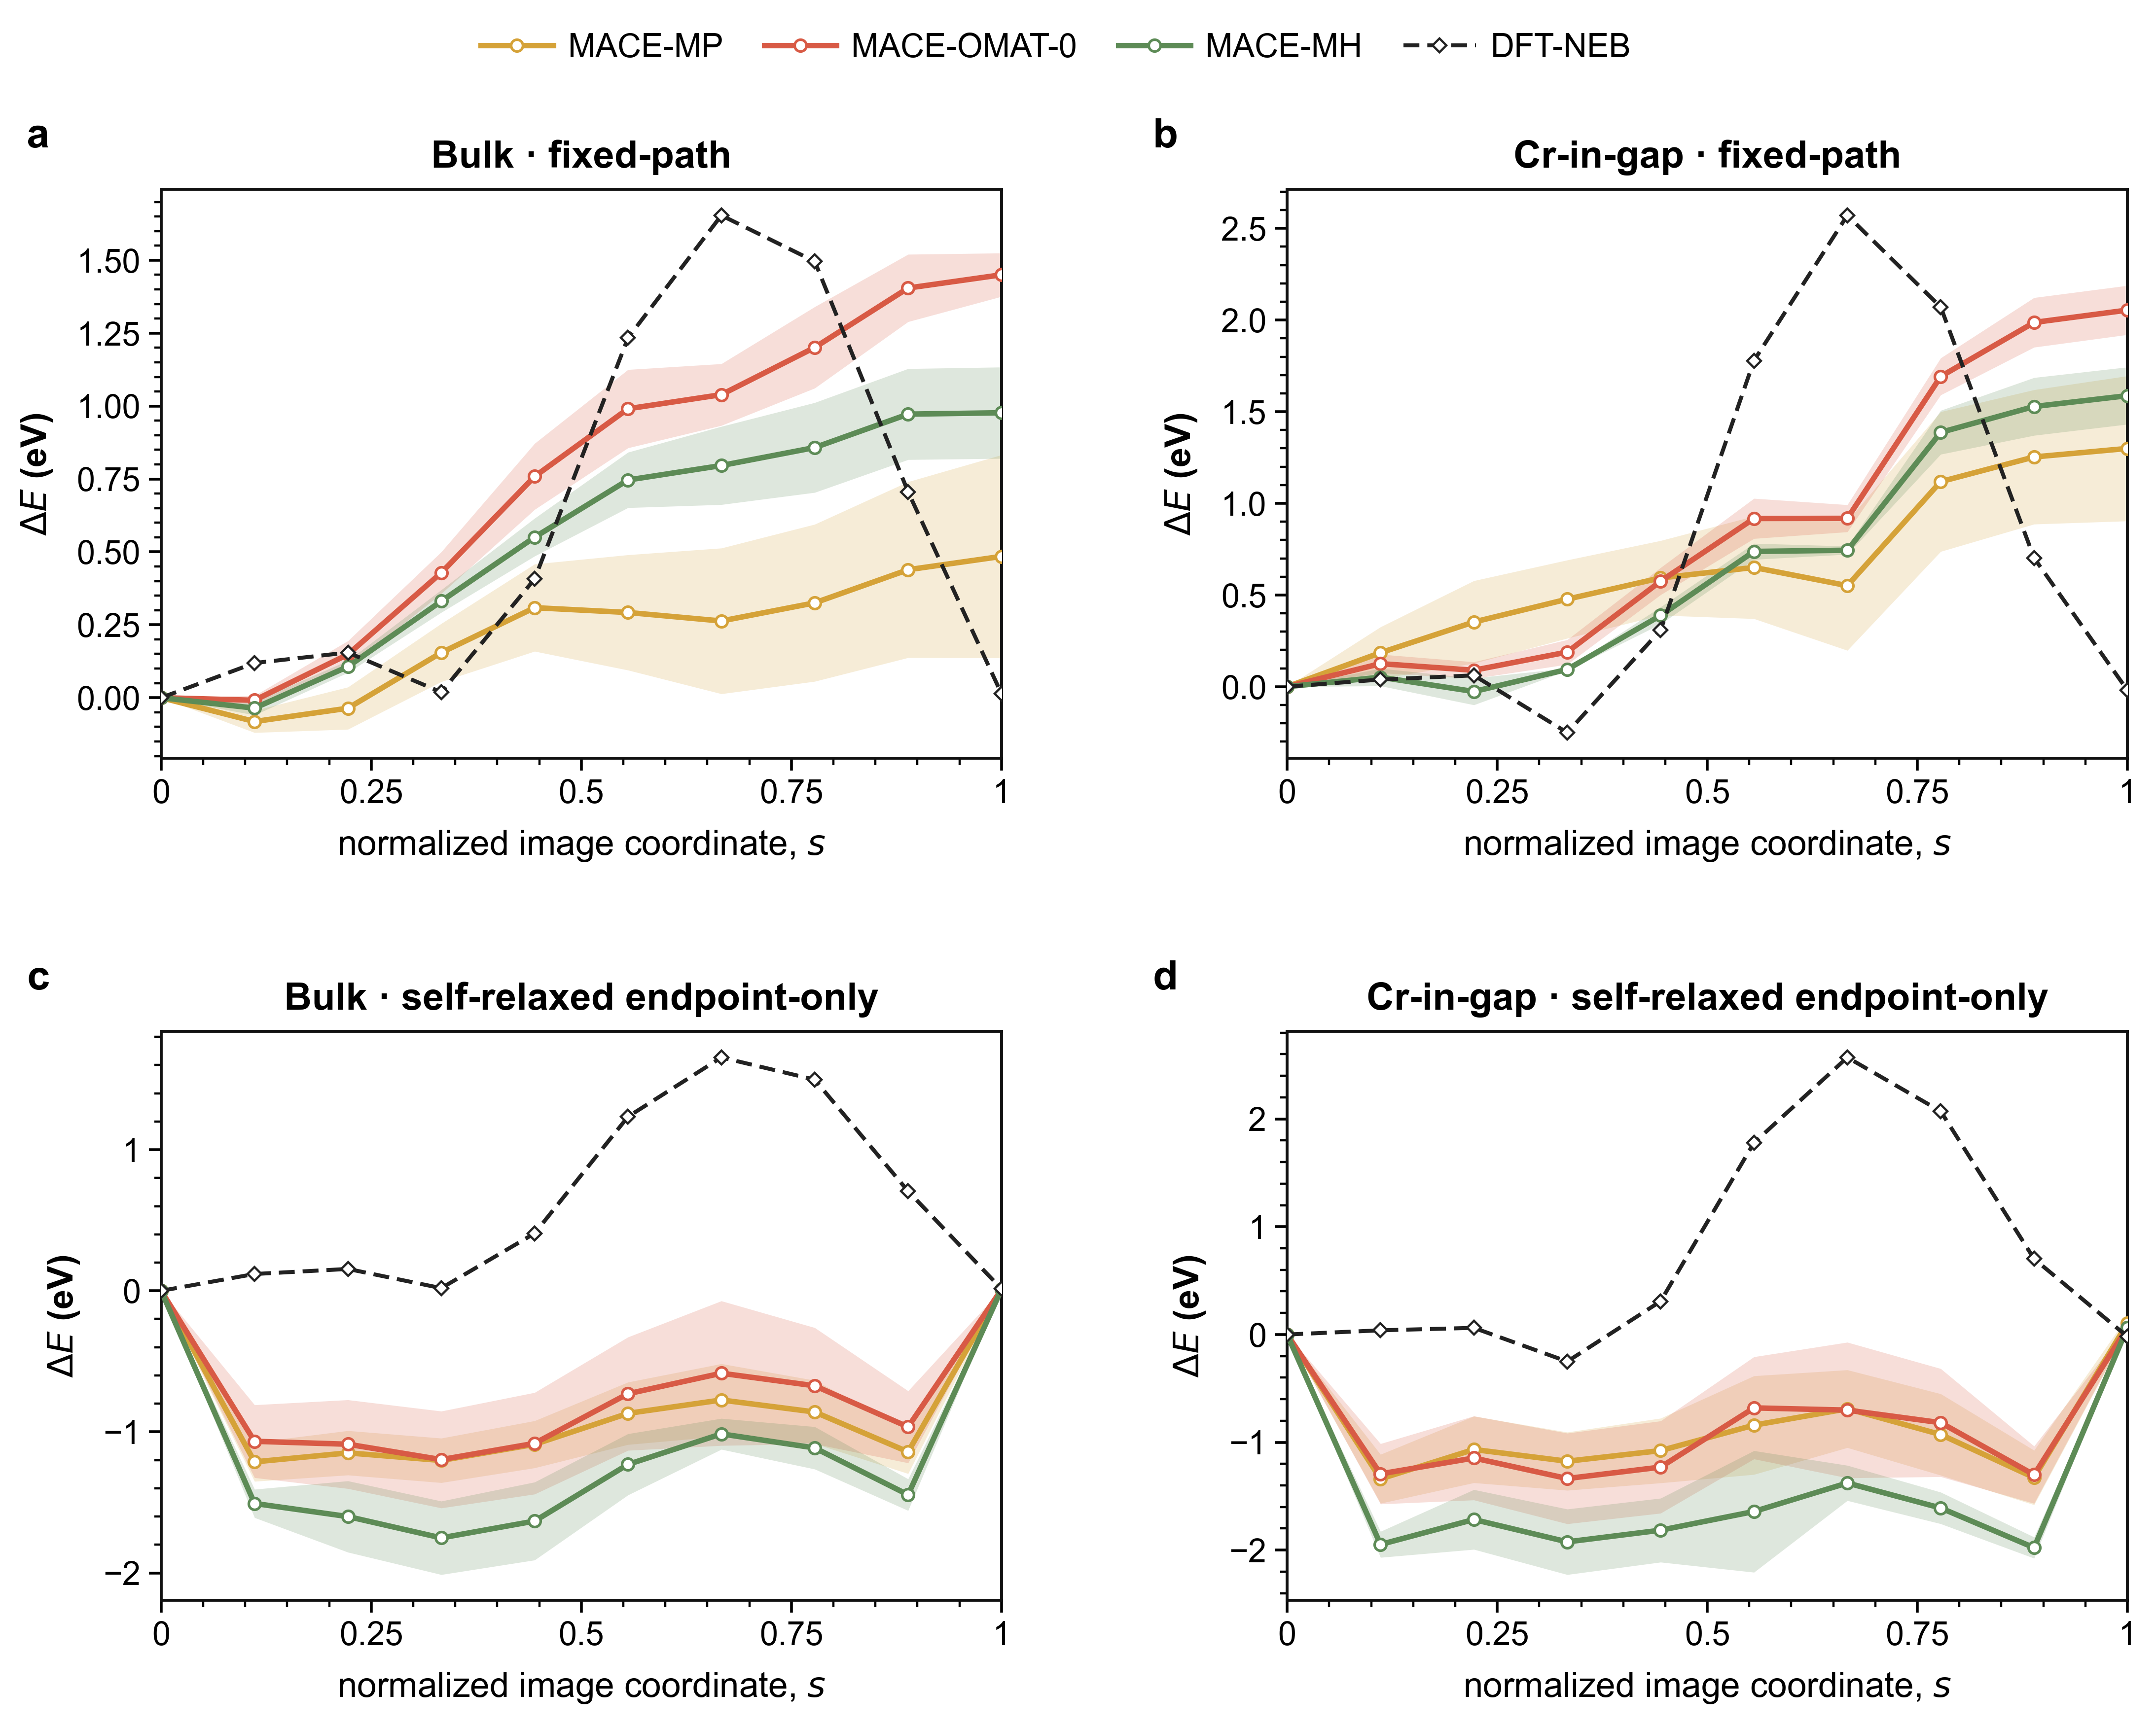 MACE-MP MACE-OMAT-0 MACE-MH DFT-NEB
a
Bulk · fixed-path
1.50
1.25
1.00
0.75
0.50
0.25
0.00
ΔE (eV)
0 0.25 0.5 0.75 1
normalized image coordinate, s
b
Cr-in-gap · fixed-path
2.5
2.0
1.5
1.0
0.5
0.0
ΔE (eV)
0 0.25 0.5 0.75 1
normalized image coordinate, s
c
Bulk · self-relaxed endpoint-only
1
0
−1
−2
ΔE (eV)
0 0.25 0.5 0.75 1
normalized image coordinate, s
d
Cr-in-gap · self-relaxed endpoint-only
2
1
0
−1
−2
ΔE (eV)
0 0.25 0.5 0.75 1
normalized image coordinate, s